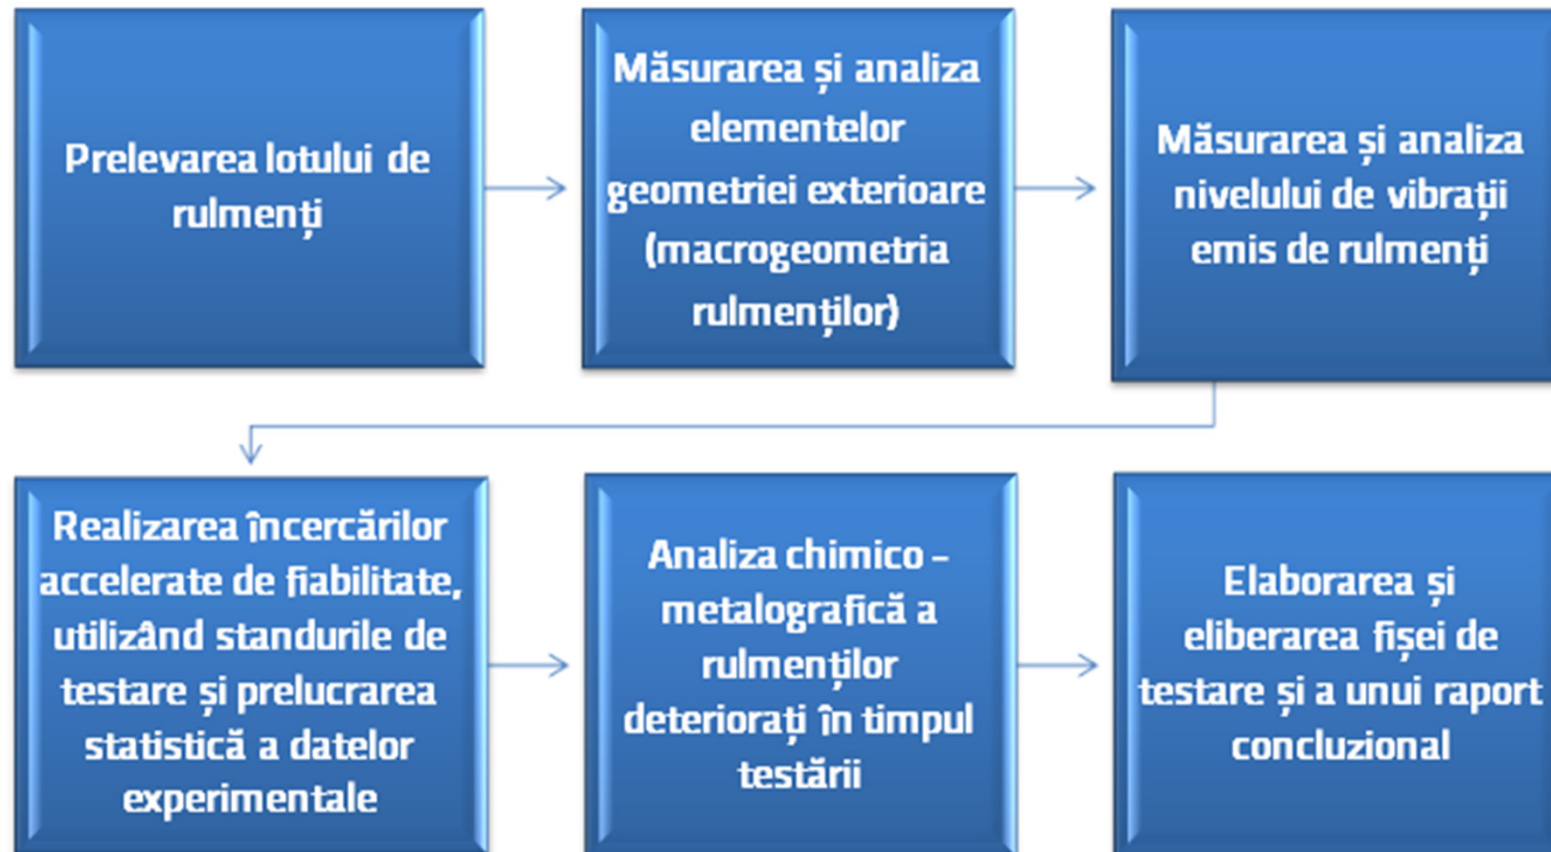 Prelevarea lotului de
rulmenți
Măsurarea și analiza
elementelor
geometriei exterioare
(macrogeometria
rulmenților)
Măsurarea și analiza
nivelului de vibrații
emis de rulmenți
Realizarea încercărilor
accelerate de fiabilitate,
utilizând standurile de
testare și prelucrarea
statistică a datelor
experimentale
Analiza chimico –
metalografică a
rulmenților
deteriorați în timpul
testării
Elaborarea și
eliberarea fișei de
testare și a unui raport
concluzional